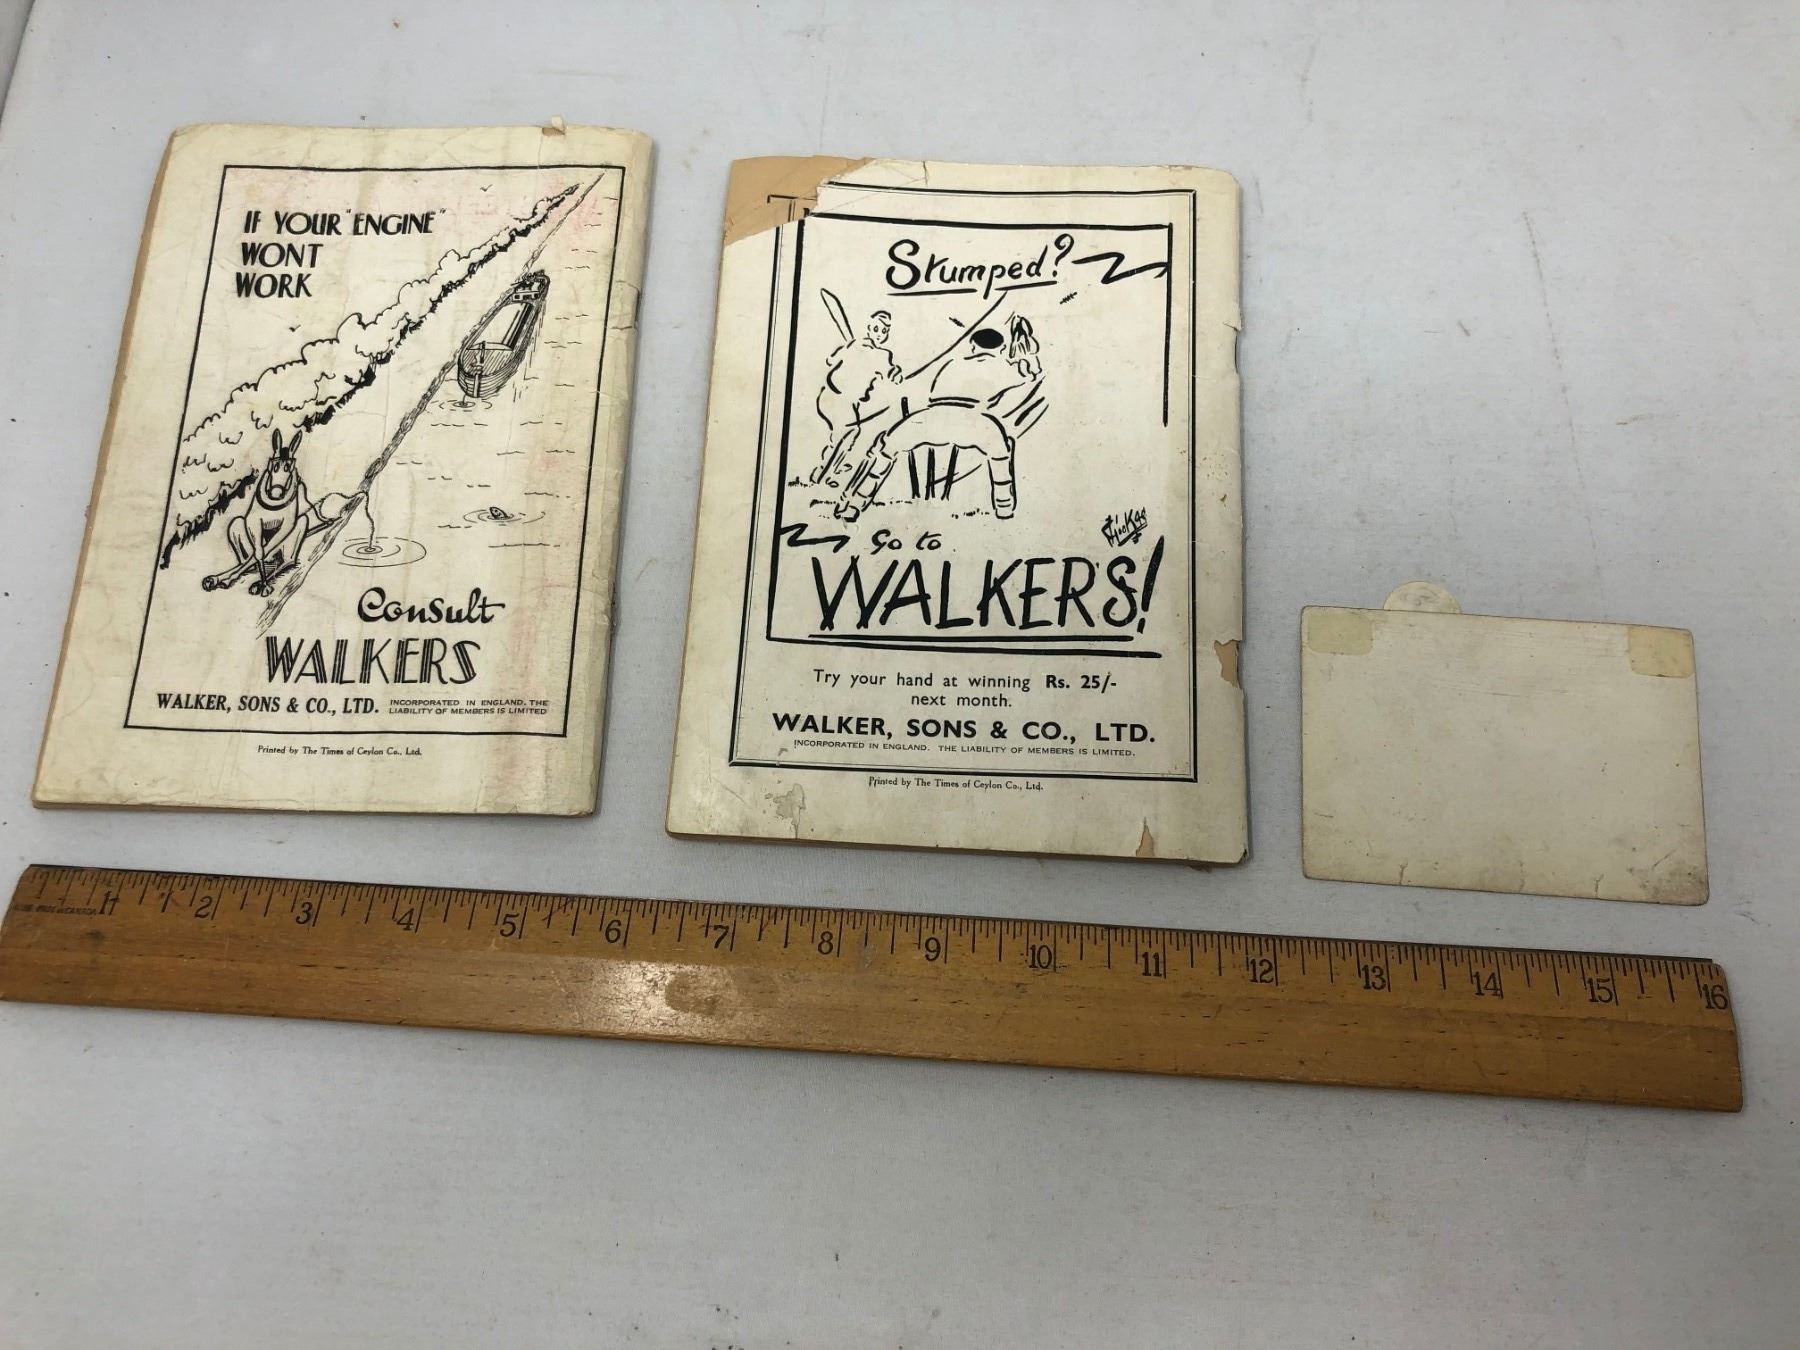 IF YOUR "ENGINE"
WONT
WORK
Consult
WALKERS
WALKER, SONS & CO., LTD.
INCORPORATED IN ENGLAND. THE
LIABILITY OF MEMBERS IS LIMITED
Printed by The Times of Ceylon Co., Ltd.
Stumped?
Go to
WALKERS!
Try your hand at winning Rs. 25/-
next month.
WALKER, SONS & CO., LTD.
INCORPORATED IN ENGLAND. THE LIABILITY OF MEMBERS IS LIMITED.
Printed by The Times of Ceylon Co., Ltd.
1 2 3 4 5 6 7 8 9 10 11 12 13 14 15 16
MADE IN CANADA